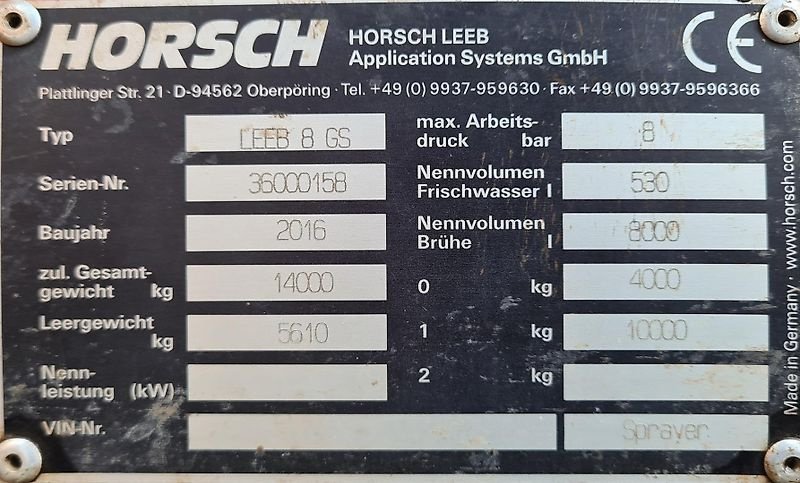 HORSCH HORSCH LEEB CE
Application Systems GmbH
Plattlinger Str. 21 · D-94562 Oberpöring · Tel. +49 (0) 9937-959630 · Fax +49 (0) 9937-9596366
Typ LEEB 8 GS max. Arbeits-
druck bar 8
Serien-Nr. 36000158 Nennvolumen
Frischwasser l 530
Baujahr 2016 Nennvolumen
Brühe l 8000
zul. Gesamt-
gewicht kg 14000 0 kg 4000
Leergewicht
kg 5610 1 kg 10000
Nenn-
leistung (kW) 2 kg
VIN-Nr. Sprayer
Made in Germany · www.horsch.com